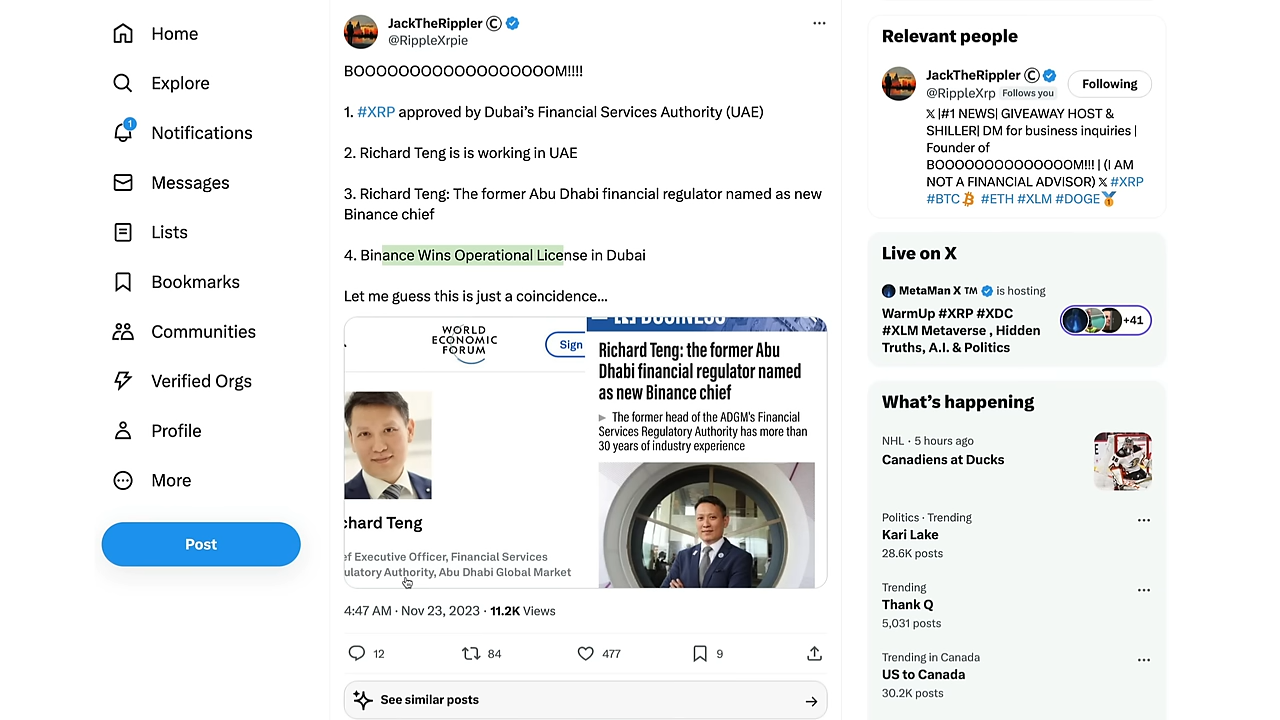 Home
Explore
1
Notifications
Messages
Lists
Bookmarks
Communities
Verified Orgs
Profile
More
Post
JackTheRippler ©
@RippleXrpie
BOOOOOOOOOOOOOOOOOOM!!!!
1. #XRP approved by Dubai’s Financial Services Authority (UAE)
2. Richard Teng is is working in UAE
3. Richard Teng: The former Abu Dhabi financial regulator named as new
Binance chief
4. Binance Wins Operational License in Dubai
Let me guess this is just a coincidence...
WORLD
ECONOMIC
FORUM
Sign
chard Teng
ef Executive Officer, Financial Services
ulatory Authority, Abu Dhabi Global Market
BUSINESS
Richard Teng: the former Abu
Dhabi financial regulator named
as new Binance chief
► The former head of the ADGM's Financial
Services Regulatory Authority has more than
30 years of industry experience
4:47 AM · Nov 23, 2023 · 11.2K Views
12
84
477
9
See similar posts
Relevant people
JackTheRippler ©
@RippleXrp Follows you
Following
𝕏 |#1 NEWS| GIVEAWAY HOST &
SHILLER| DM for business inquiries |
Founder of
BOOOOOOOOOOOOOOM!!! | (I AM
NOT A FINANCIAL ADVISOR) 𝕏 #XRP
#BTC #ETH #XLM #DOGE
Live on X
MetaMan X TM is hosting
WarmUp #XRP #XDC
#XLM Metaverse , Hidden
Truths, A.I. & Politics
+41
What’s happening
NHL · 5 hours ago
Canadiens at Ducks
Politics · Trending
Kari Lake
28.6K posts
Trending
Thank Q
5,031 posts
Trending in Canada
US to Canada
30.2K posts